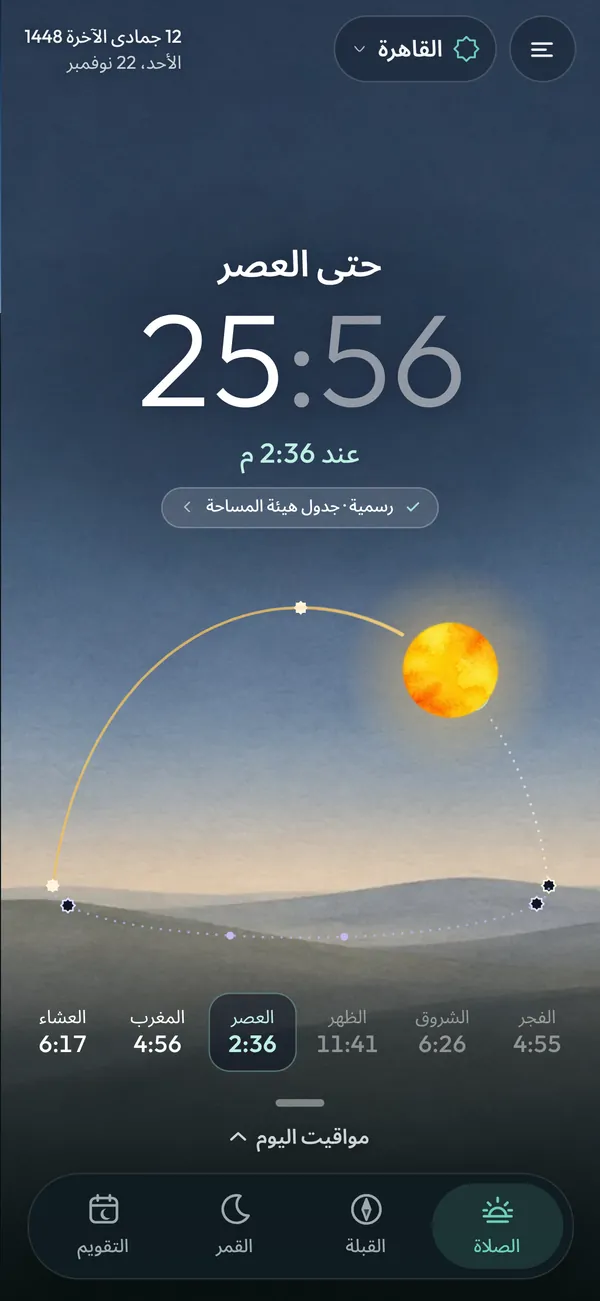 القاهرة
12 جمادى الآخرة 1448
الأحد، 22 نوفمبر
حتى العصر
25:56
عند 2:36 م
رسمية · جدول هيئة المساحة
الفجر
4:55
الشروق
6:26
الظهر
11:41
العصر
2:36
المغرب
4:56
العشاء
6:17
مواقيت اليوم
الصلاة
القبلة
القمر
التقويم